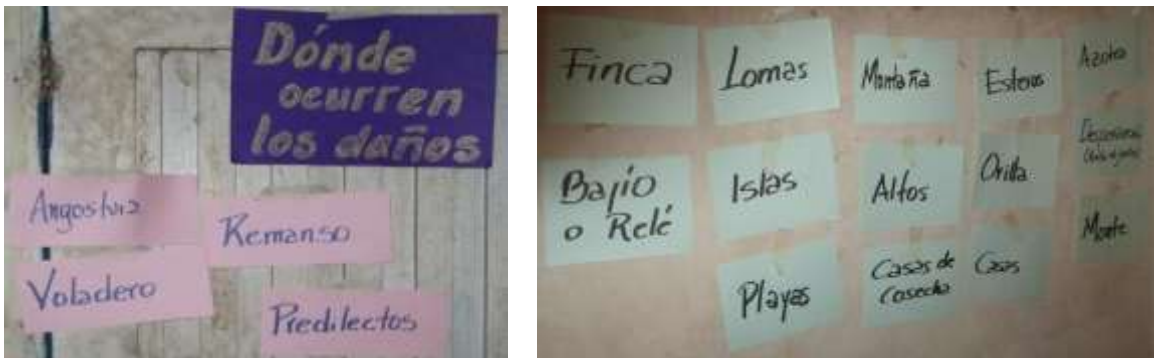 Dónde
ocurren
los daños
Angostura
Remanso
Voladero
Predilectos
Finca
Lomas
Montaña
Esteros
Azotea
Bajío
o Relé
Islas
Altos
Orilla
Monte
Playas
Casas de
Cosecha
Casas